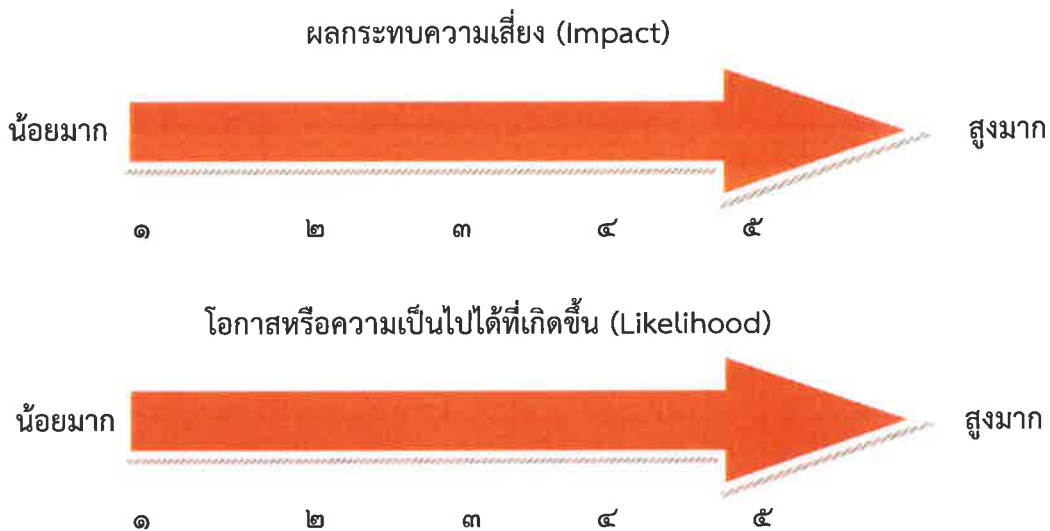 ผลกระทบความเสี่ยง (Impact)
น้อยมาก สูงมาก
๑ ๒ ๓ ๔ ๕
โอกาสหรือความเป็นไปได้ที่เกิดขึ้น (Likelihood)
น้อยมาก สูงมาก
๑ ๒ ๓ ๔ ๕